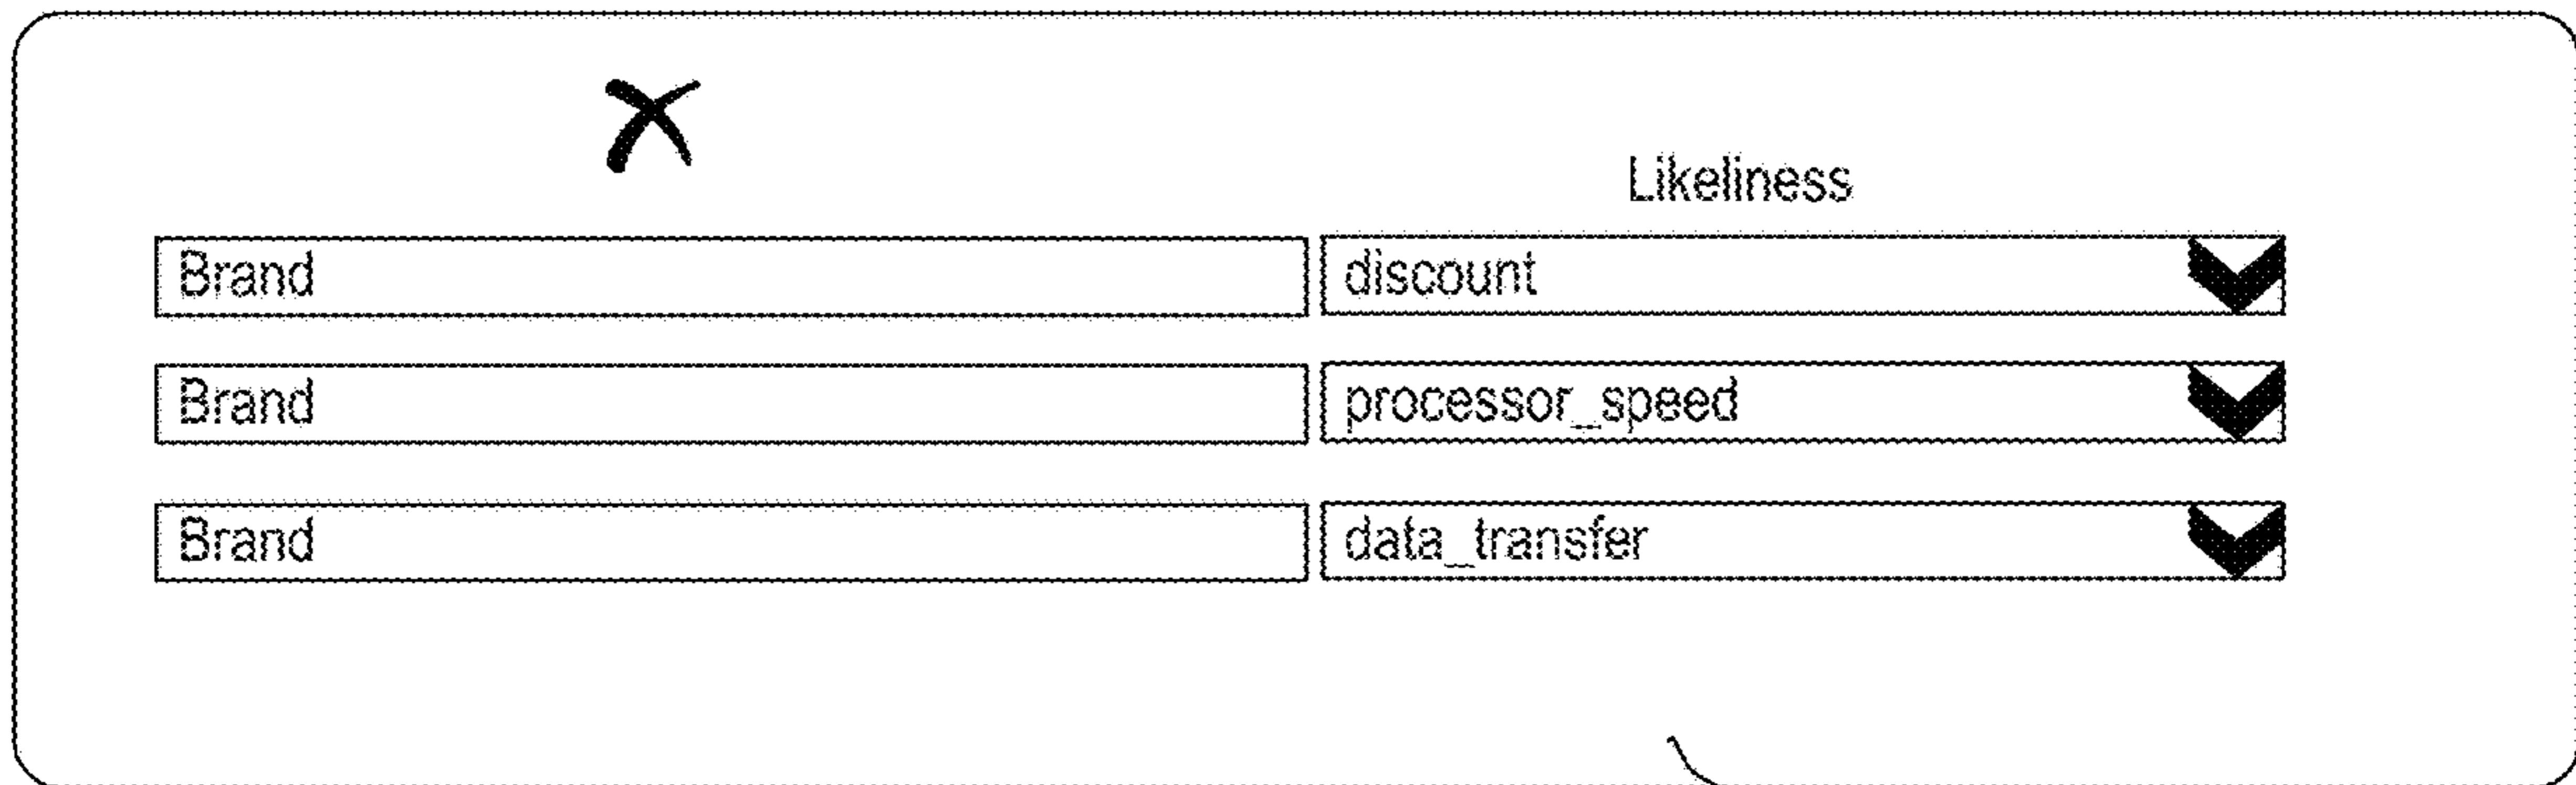 Likeliness
Brand discount
Brand processor_speed
Brand data_transfer